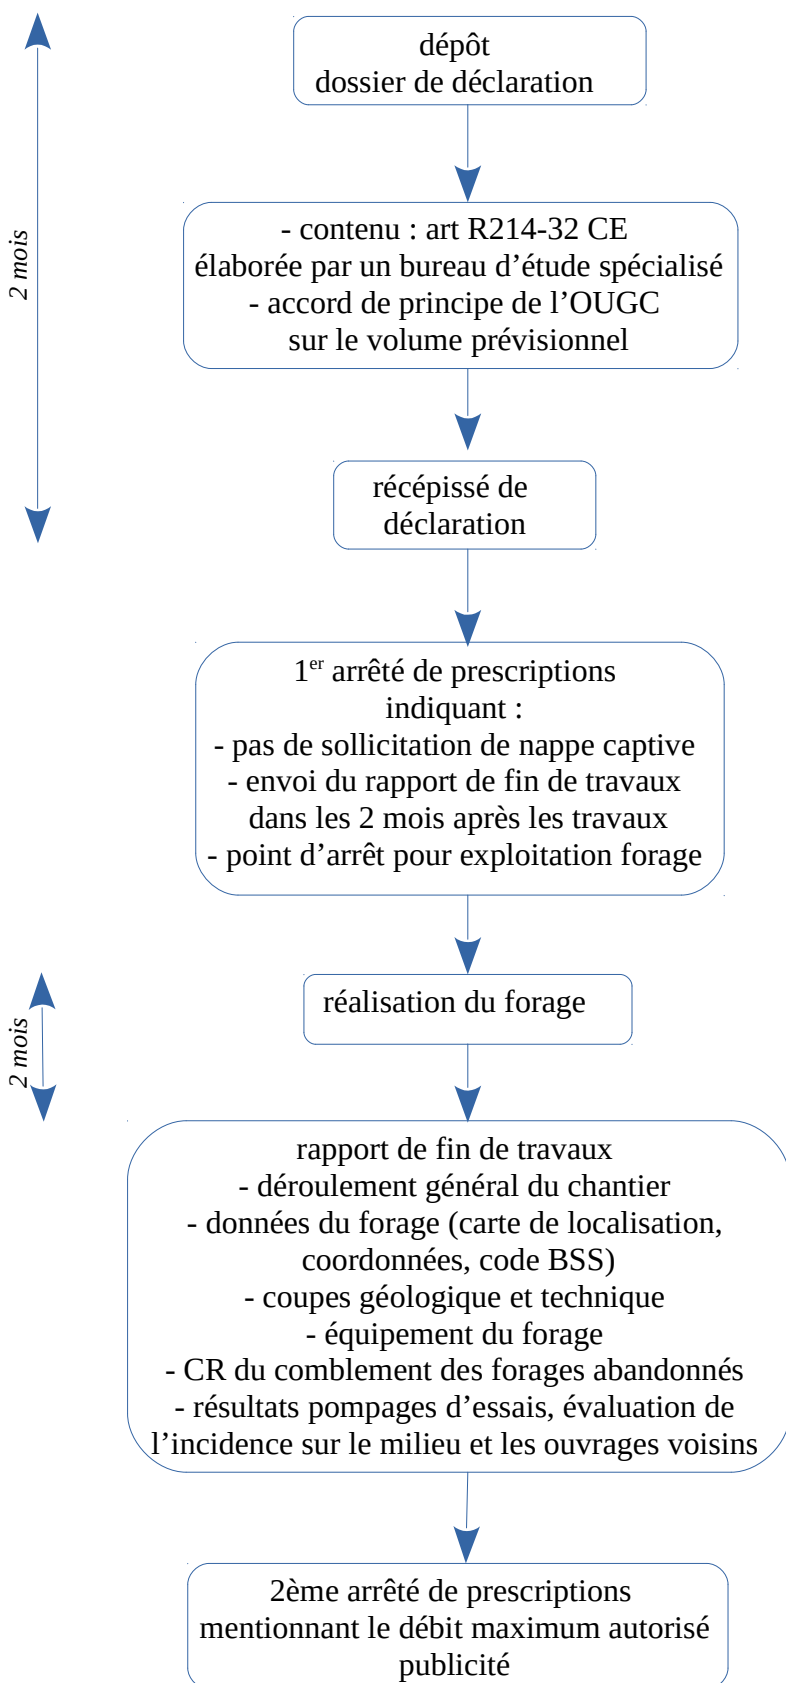 dépôt
dossier de déclaration
2 mois
- contenu : art R214-32 CE
élaborée par un bureau d’étude spécialisé
- accord de principe de l’OUGC
sur le volume prévisionnel
récépissé de
déclaration
1er arrêté de prescriptions
indiquant :
- pas de sollicitation de nappe captive
- envoi du rapport de fin de travaux
dans les 2 mois après les travaux
- point d’arrêt pour exploitation forage
réalisation du forage
2 mois
rapport de fin de travaux
- déroulement général du chantier
- données du forage (carte de localisation,
coordonnées, code BSS)
- coupes géologique et technique
- équipement du forage
- CR du comblement des forages abandonnés
- résultats pompages d’essais, évaluation de
l’incidence sur le milieu et les ouvrages voisins
2ème arrêté de prescriptions
mentionnant le débit maximum autorisé
publicité